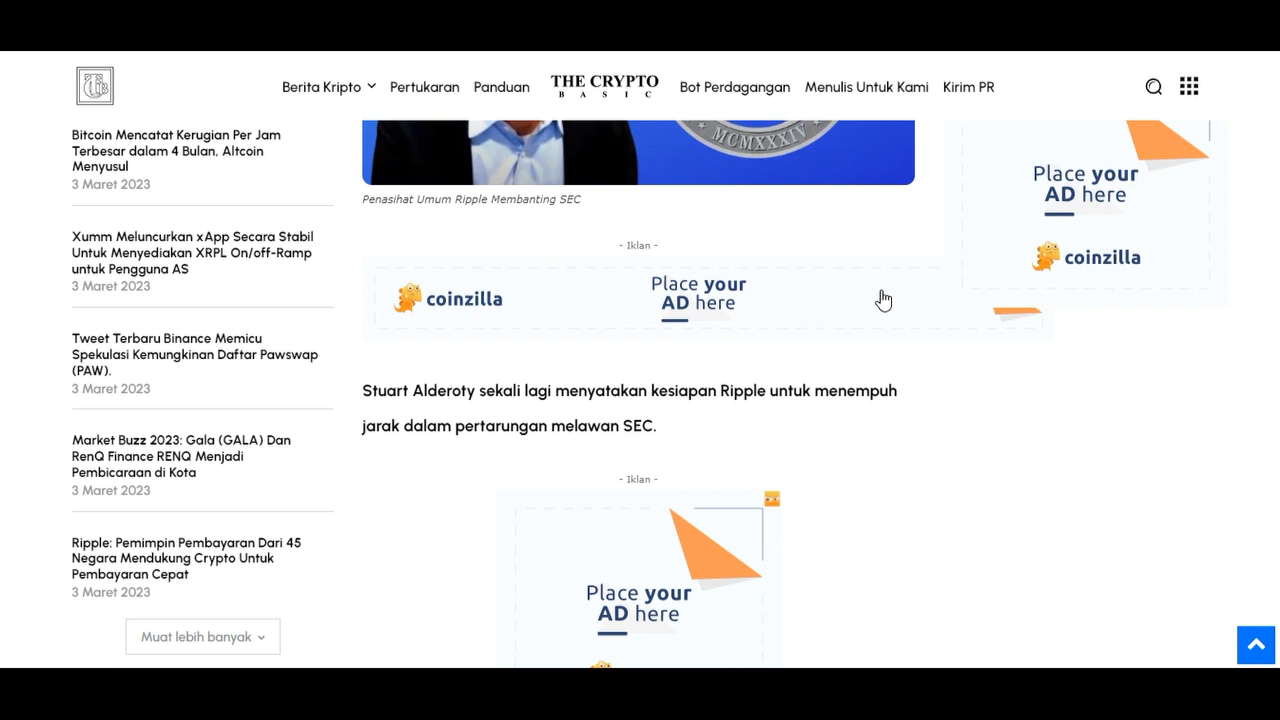 Berita Kripto
Pertukaran
Panduan
THE CRYPTO
BASIC
Bot Perdagangan
Menulis Untuk Kami
Kirim PR
Bitcoin Mencatat Kerugian Per Jam
Terbesar dalam 4 Bulan, Altcoin
Menyusul
3 Maret 2023
Xumm Meluncurkan xApp Secara Stabil
Untuk Menyediakan XRPL On/off-Ramp
untuk Pengguna AS
3 Maret 2023
Tweet Terbaru Binance Memicu
Spekulasi Kemungkinan Daftar Pawswap
(PAW).
3 Maret 2023
Market Buzz 2023: Gala (GALA) Dan
RenQ Finance RENQ Menjadi
Pembicaraan di Kota
3 Maret 2023
Ripple: Pemimpin Pembayaran Dari 45
Negara Mendukung Crypto Untuk
Pembayaran Cepat
3 Maret 2023
Muat lebih banyak
MCMXXXIV
Penasihat Umum Ripple Membanting SEC
- Iklan -
coinzilla
Place your
AD here
Stuart Alderoty sekali lagi menyatakan kesiapan Ripple untuk menempuh
jarak dalam pertarungan melawan SEC.
- Iklan -
Place your
AD here
Place your
AD here
coinzilla